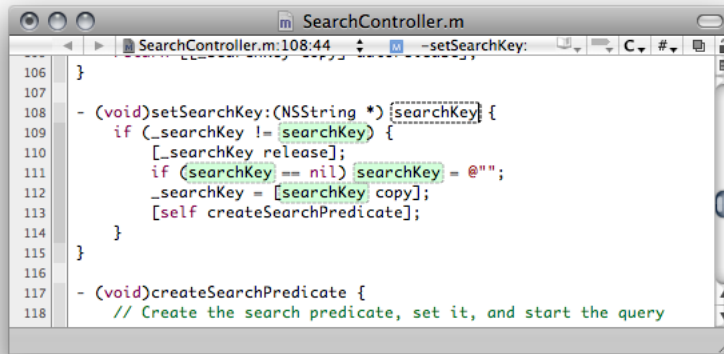 SearchController.m
SearchController.m:108:44 M -setSearchKey: C #
106 }
107
108 - (void)setSearchKey:(NSString *) searchKey {
109 if (_searchKey != searchKey) {
110 [_searchKey release];
111 if (searchKey == nil) searchKey = @"";
112 _searchKey = [searchKey copy];
113 [self createSearchPredicate];
114 }
115 }
116
117 - (void)createSearchPredicate {
118 // Create the search predicate, set it, and start the query